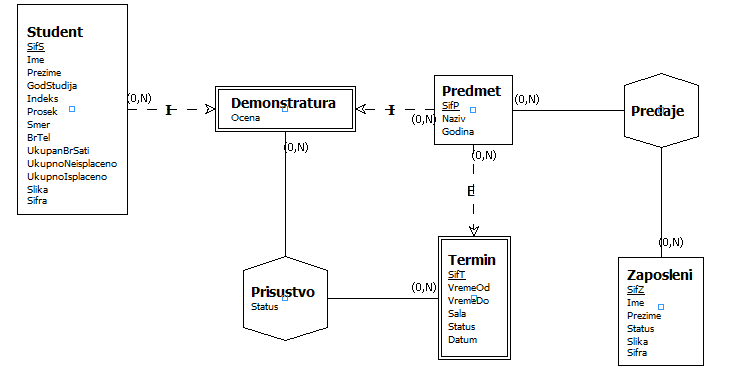 Student
SifS
Ime
Prezime
GodStudija
Indeks
Prosek
Smer
BrTel
UkupanBrSati
UkupnoNeisplaceno
UkupnoIsplaceno
Slika
Sifra
(0,N)
I
Demonstratura
Ocena
(0,N)
I
(0,N)
Predmet
SifP
Naziv
Godina
(0,N)
(0,N)
E
Predaje
(0,N)
Prisustvo
Status
(0,N)
Termin
SifT
VremeOd
VremeDo
Sala
Status
Datum
Zaposleni
SifZ
Ime
Prezime
Status
Slika
Sifra